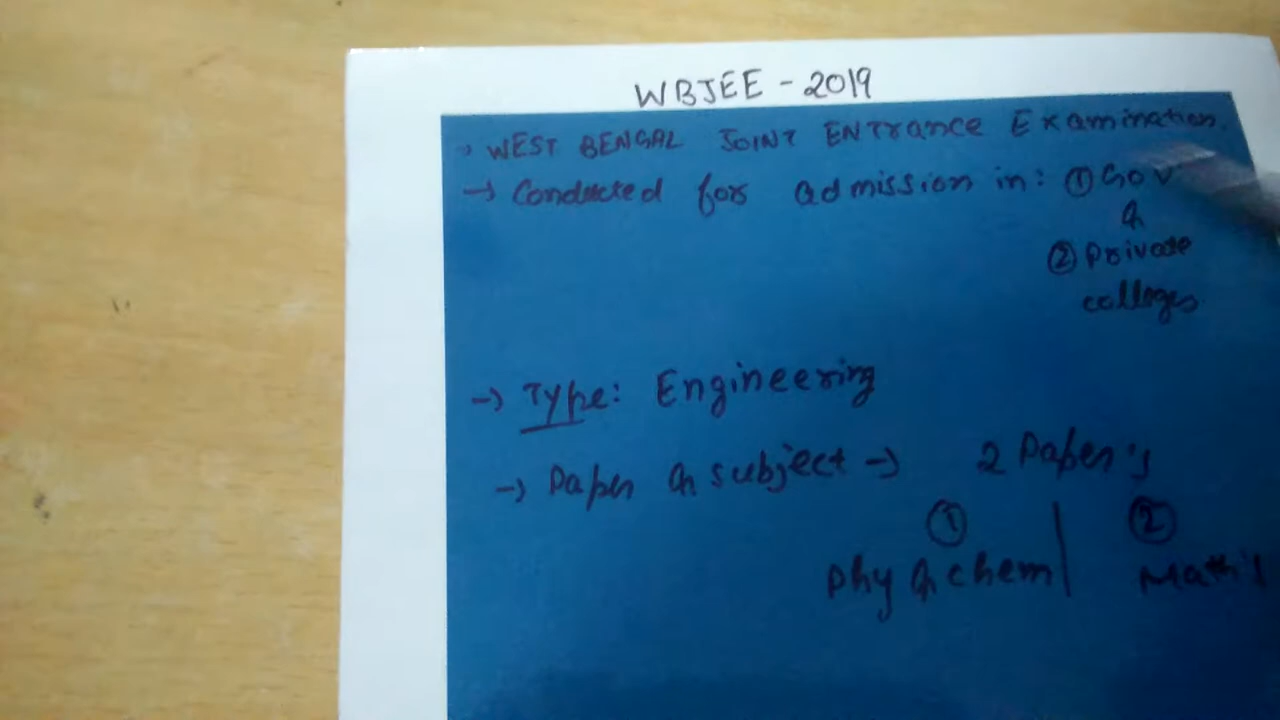 WBJEE - 2019
→ WEST BENGAL JOINT ENTrance Examination
→ Conducted for admission in: ① Gov
&
② Private
colleges
→ Type: Engineering
→ Paper & subject → 2 Paper's
① | ②
Phy & chem | Math's